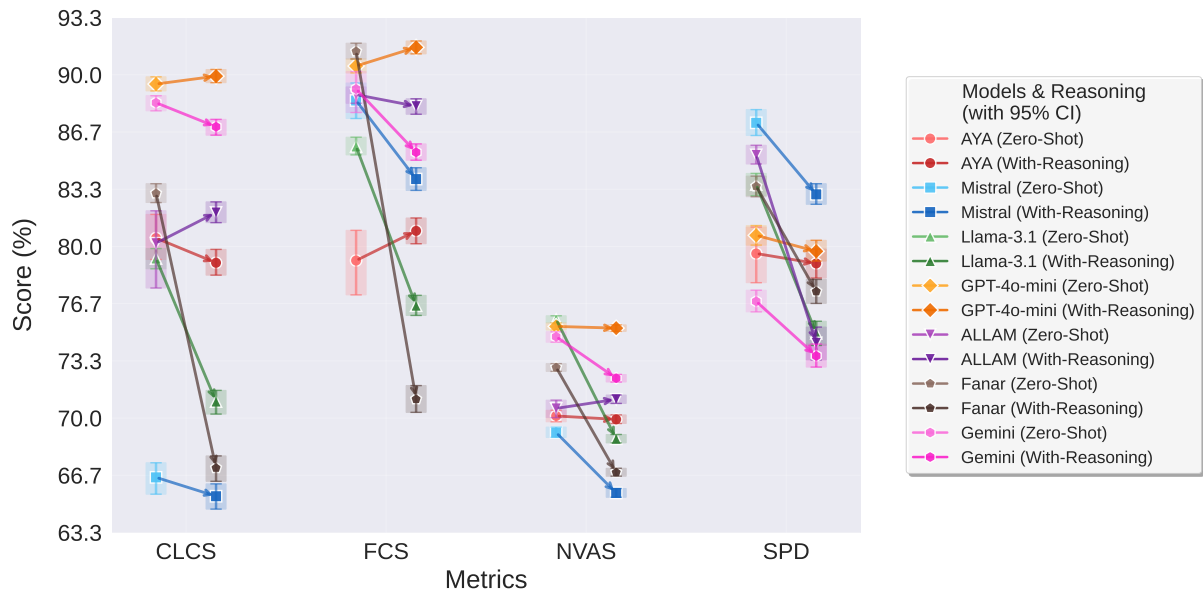 93.3
90.0
86.7
83.3
80.0
76.7
73.3
70.0
66.7
63.3
Score (%)
CLCS
FCS
NVAS
SPD
Metrics
Models & Reasoning
(with 95% CI)
AYA (Zero-Shot)
AYA (With-Reasoning)
Mistral (Zero-Shot)
Mistral (With-Reasoning)
Llama-3.1 (Zero-Shot)
Llama-3.1 (With-Reasoning)
GPT-4o-mini (Zero-Shot)
GPT-4o-mini (With-Reasoning)
ALLAM (Zero-Shot)
ALLAM (With-Reasoning)
Fanar (Zero-Shot)
Fanar (With-Reasoning)
Gemini (Zero-Shot)
Gemini (With-Reasoning)